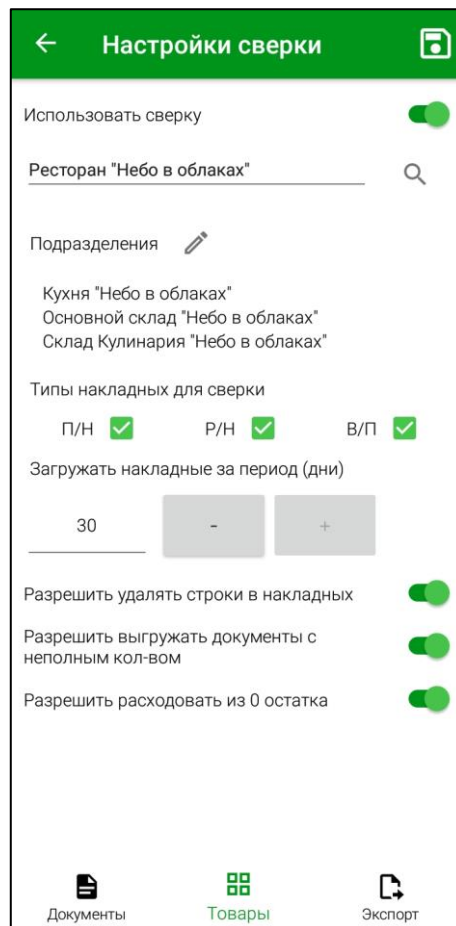 Настройки сверки
Использовать сверку
Ресторан "Небо в облаках"
Подразделения
Кухня "Небо в облаках"
Основной склад "Небо в облаках"
Склад Кулинария "Небо в облаках"
Типы накладных для сверки
П/Н Р/Н В/П
Загружать накладные за период (дни)
30 - +
Разрешить удалять строки в накладных
Разрешить выгружать документы с
неполным кол-вом
Разрешить расходовать из 0 остатка
Документы Товары Экспорт